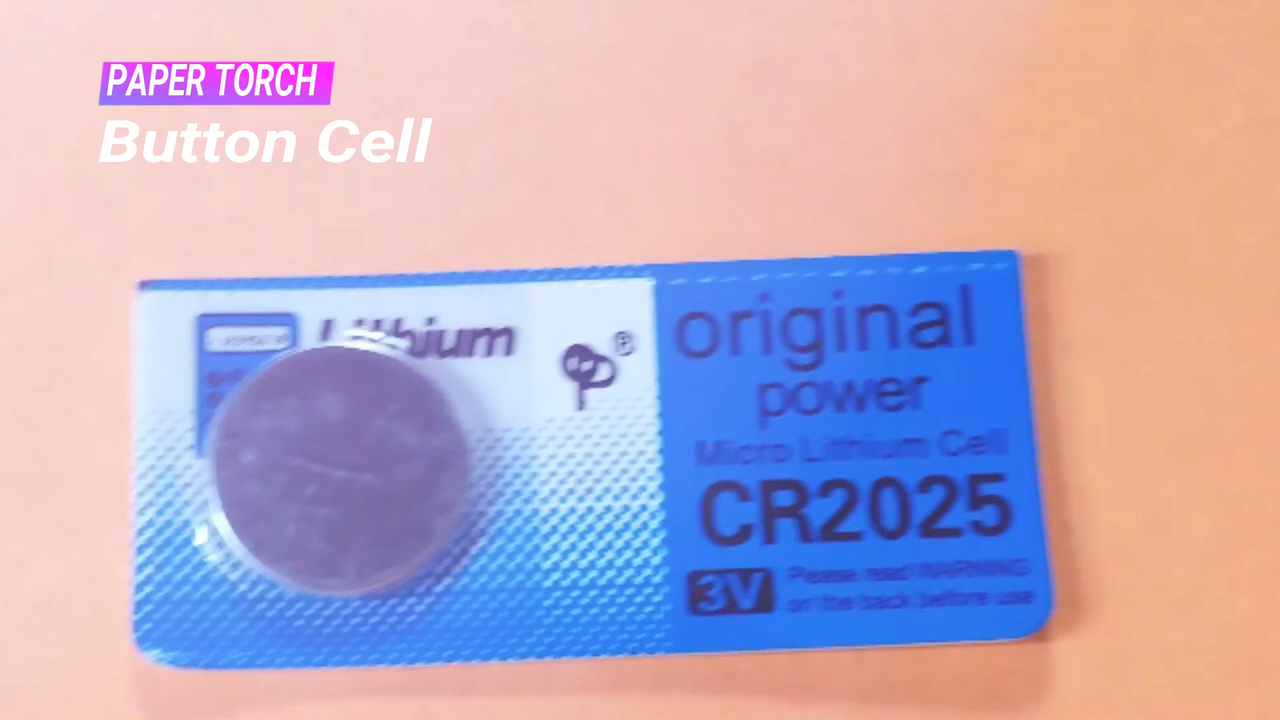 PAPER TORCH
Button Cell
Lithium
®
original
power
Micro Lithium Cell
CR2025
3V
Please read WARNING
on the back before use